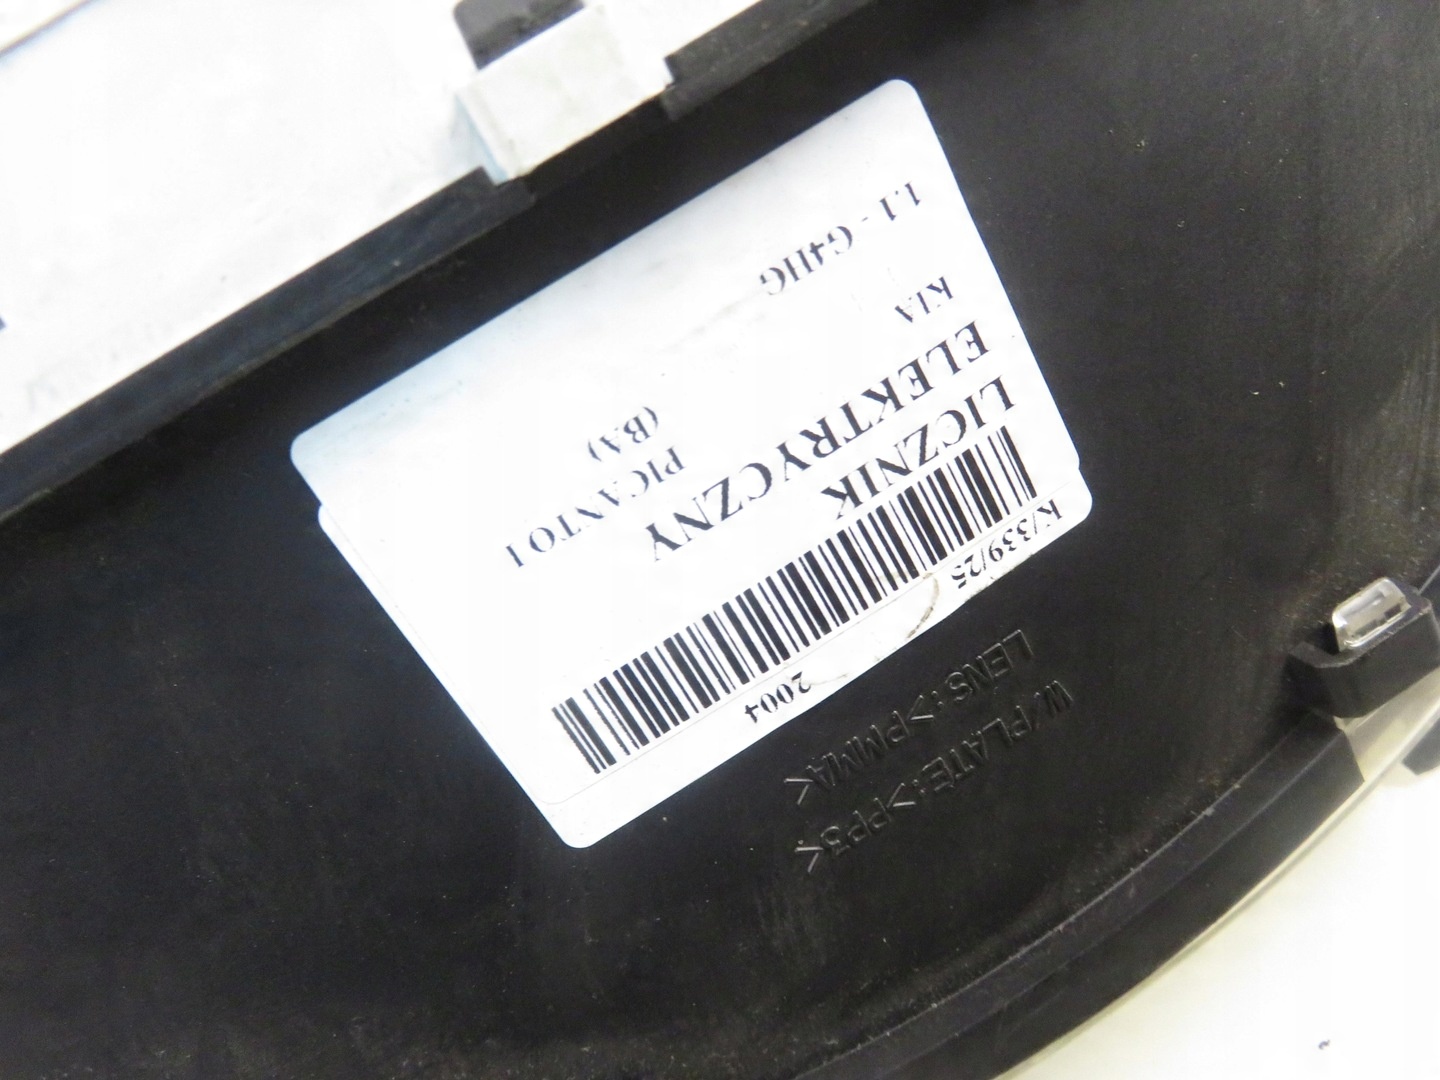 K/339/25 2004
LICZNIK
ELEKTRYCZNY
KIA PICANTO I
(BA)
1.1 - G4HG
LENS:>PMMA<
W/PLATE:>PP3<